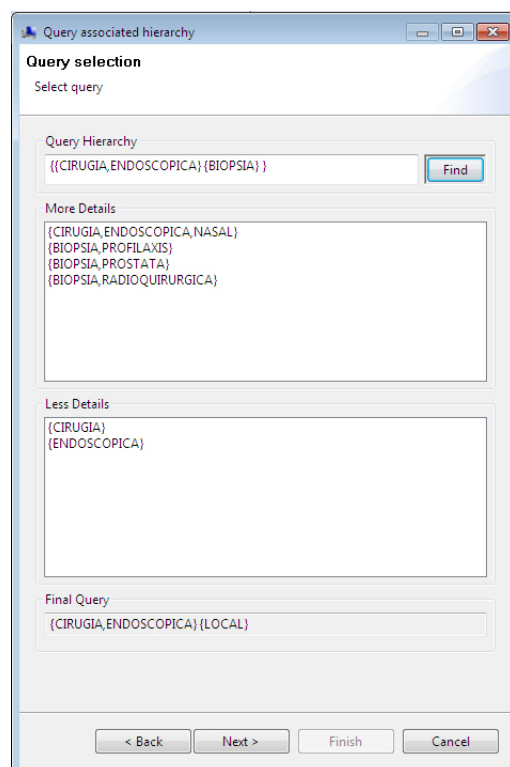 Query associated hierarchy
Query selection
Select query
Query Hierarchy
{{CIRUGIA,ENDOSCOPICA}{BIOPSIA} }
Find
More Details
{CIRUGIA,ENDOSCOPICA,NASAL}
{BIOPSIA,PROFILAXIS}
{BIOPSIA,PROSTATA}
{BIOPSIA,RADIOQUIRURGICA}
Less Details
{CIRUGIA}
{ENDOSCOPICA}
Final Query
{CIRUGIA,ENDOSCOPICA}{LOCAL}
< Back Next > Finish Cancel